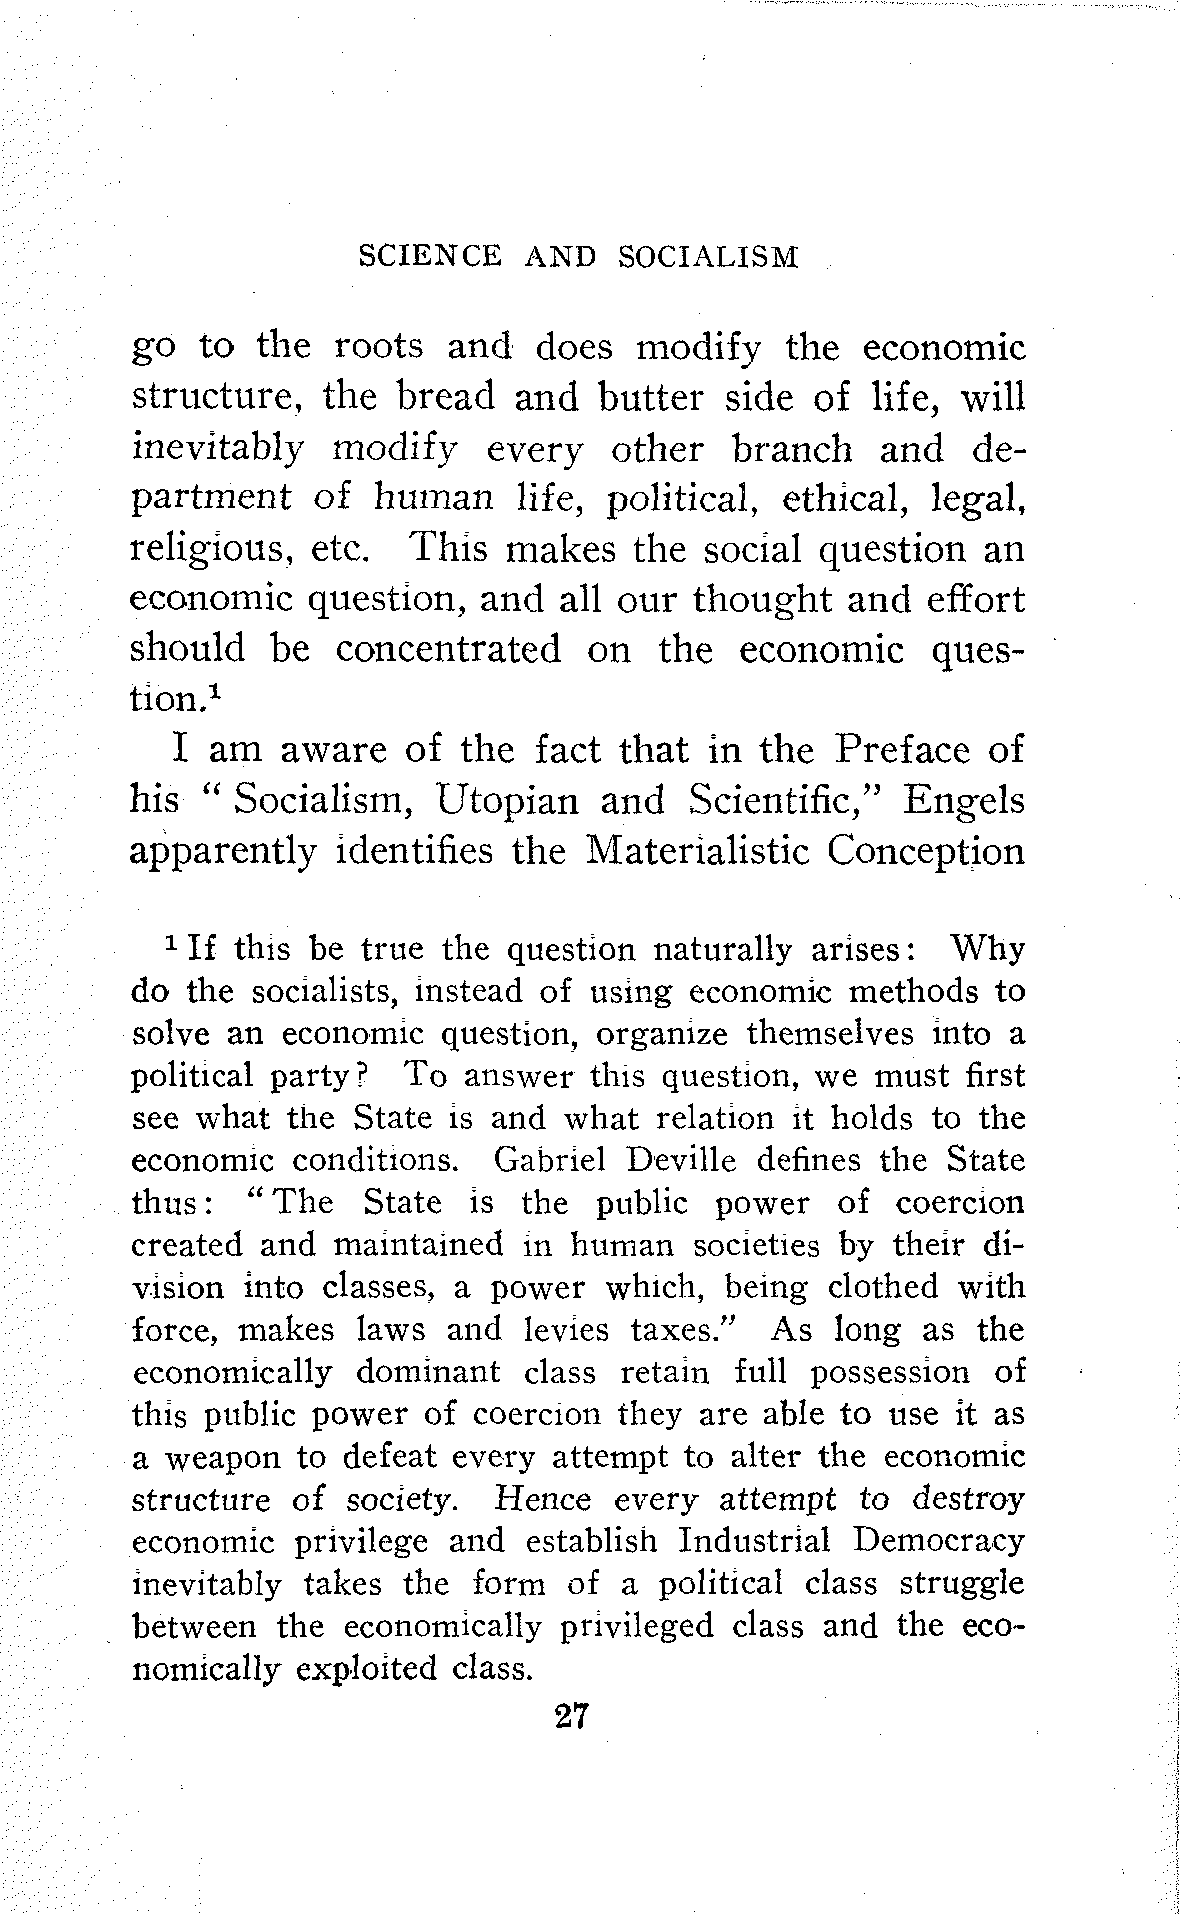 SCIENCE AND SOCIALISM
go to the roots and does modify the economic
structure, the bread and butter side of life, will
inevitably modify every other branch and de-
partment of human life, political, ethical, legal,
religious, etc. This makes the social question an
economic question, and all our thought and effort
should be concentrated on the economic ques-
tion.¹
I am aware of the fact that in the Preface of
his “ Socialism, Utopian and Scientific,” Engels
apparently identifies the Materialistic Conception
¹ If this be true the question naturally arises: Why
do the socialists, instead of using economic methods to
solve an economic question, organize themselves into a
political party? To answer this question, we must first
see what the State is and what relation it holds to the
economic conditions. Gabriel Deville defines the State
thus: “ The State is the public power of coercion
created and maintained in human societies by their di-
vision into classes, a power which, being clothed with
force, makes laws and levies taxes.” As long as the
economically dominant class retain full possession of
this public power of coercion they are able to use it as
a weapon to defeat every attempt to alter the economic
structure of society. Hence every attempt to destroy
economic privilege and establish Industrial Democracy
inevitably takes the form of a political class struggle
between the economically privileged class and the eco-
nomically exploited class.
27